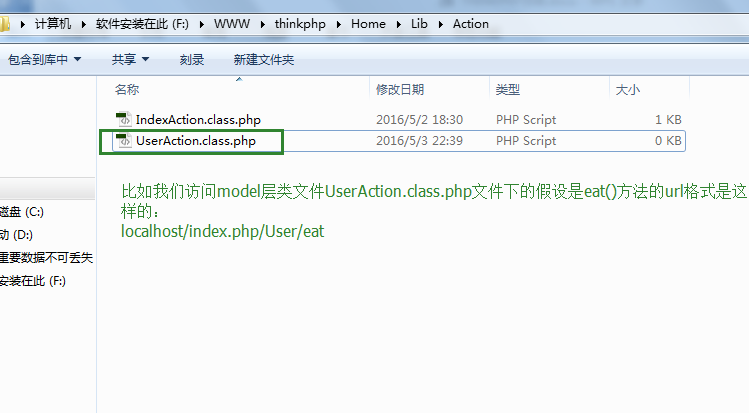 计算机 软件安装在此 (F:) WWW thinkphp Home Lib Action
包含到库中 共享 刻录 新建文件夹
名称 修改日期 类型 大小
IndexAction.class.php 2016/5/2 18:30 PHP Script 1 KB
UserAction.class.php 2016/5/3 22:39 PHP Script 0 KB
比如我们访问model层类文件UserAction.class.php文件下的假设是eat()方法的url格式是这
样的：
localhost/index.php/User/eat
磁盘 (C:)
动 (D:)
重要数据不可丢失
安装在此 (F:)